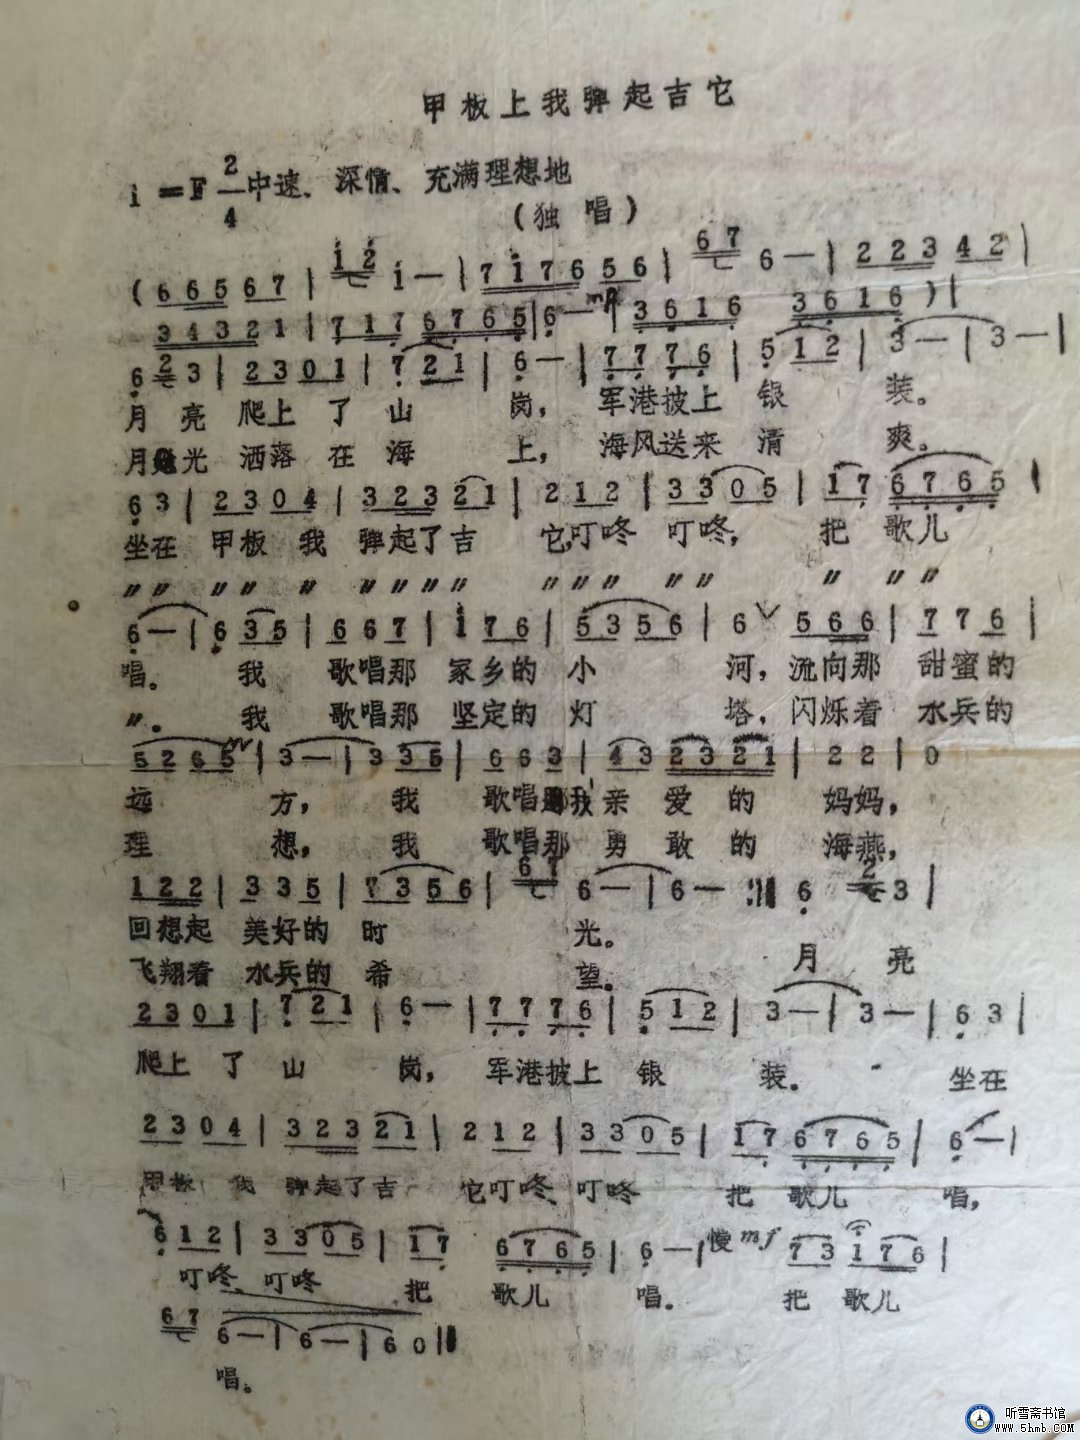 甲板上我弹起吉它
1=F 2/4 中速、深情、充满理想地
(独 唱)
(6 6 5 6 7 | 1 2 1 — | 7 1 7 6 5 6 | 6 7 6 — | 2 2 3 4 2 |
3 4 3 2 1 | 7 1 7 6 7 6 5 | 6 — | 3 6 1 6 3 6 1 6 ) |
6 2 3 | 2 3 0 1 | 7 2 1 | 6 — | 7 7 7 6 | 5 1 2 | 3 — | 3 — |
月 亮 爬上 了 山 岗, 军港披上 银 装。
月光 洒落 在 海 上, 海风送来 清 爽。
6 3 | 2 3 0 4 | 3 2 3 2 1 | 2 1 2 | 3 3 0 5 | 1 7 6 7 6 5 |
坐在 甲板 我 弹起了吉 它,叮咚 叮咚, 把 歌儿
〃〃 〃〃 〃 〃〃〃〃 〃〃〃 〃〃 〃 〃〃
6 — | 6 3 5 | 6 6 7 | 1 7 6 | 5 3 5 6 | 6 ∨ 5 6 6 | 7 7 6 |
唱。 我 歌唱那 家乡的 小 河, 流向那 甜蜜的
〃。 我 歌唱那 坚定的 灯 塔, 闪烁着 水兵的
5 2 6 5 | 3 — | 3 3 5 | 6 6 3 | 4 3 2 3 2 1 | 2 2 | 0
远 方, 我 歌唱我 亲 爱 的 妈妈,
理 想, 我 歌唱那 勇 敢 的 海燕,
1 2 2 | 3 3 5 | 7 3 5 6 | 6 7 6 — | 6 — :‖ 6 2 3 |
回想起 美好的 时 光。
飞翔着 水兵的 希 望。 月 亮
2 3 0 1 | 7 2 1 | 6 — | 7 7 7 6 | 5 1 2 | 3 — | 3 — | 6 3 |
爬上 了 山 岗, 军港披上 银 装. 坐在
2 3 0 4 | 3 2 3 2 1 | 2 1 2 | 3 3 0 5 | 1 7 6 7 6 5 | 6 — |
甲板 我 弹起了吉 它叮咚、叮咚 把 歌儿 唱,
6 1 2 | 3 3 0 5 | 1 7 6 7 6 5 | 6 — | 慢 mf 7 3 1 7 6 |
叮咚、叮咚 把 歌儿 唱. 把 歌儿
6 7 6 — | 6 — | 6 0 ‖
唱。
听雪斋书馆
www.5hmb.com